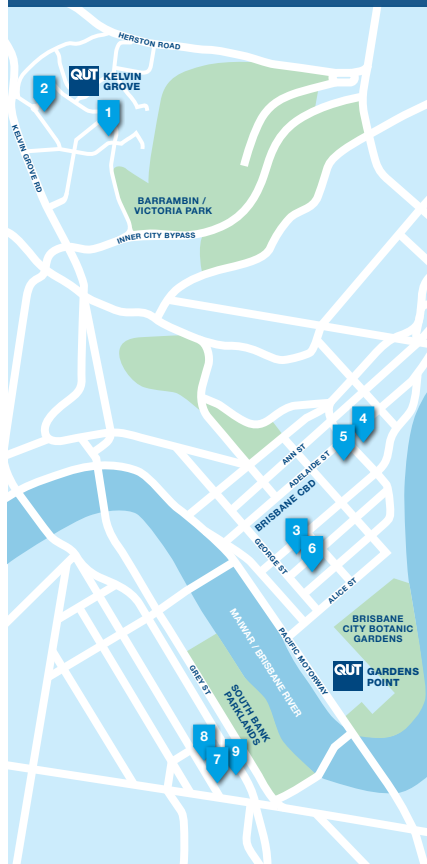 HERSTON ROAD
QUT
KELVIN
GROVE
2
1
KELVIN GROVE RD
BARRAMBIN /
VICTORIA PARK
INNER CITY BYPASS
4
5
ANN ST
ADELAIDE ST
BRISBANE CBD
3
6
GEORGE ST
ALICE ST
MAIWAR / BRISBANE RIVER
PACIFIC MOTORWAY
BRISBANE
CITY BOTANIC
GARDENS
QUT
GARDENS
POINT
GREY ST
SOUTH BANK
PARKLANDS
8
7
9